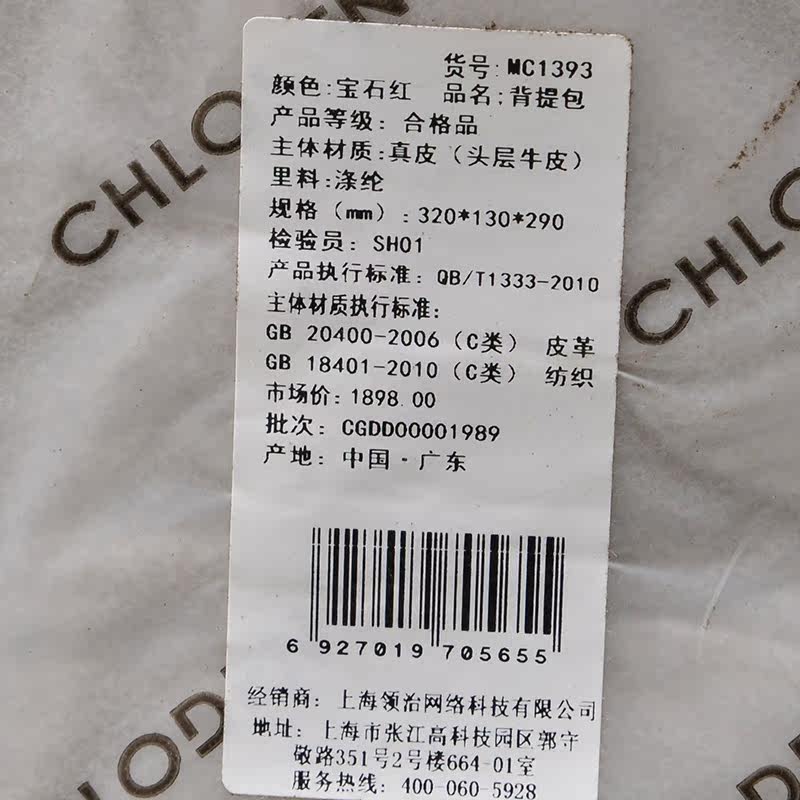 货号:MC1393
颜色:宝石红 品名:背提包
产品等级: 合格品
主体材质:真皮（头层牛皮）
里料:涤纶
规格（mm）:320*130*290
检验员: SH01
产品执行标准: QB/T1333-2010
主体材质执行标准:
GB 20400-2006（C类） 皮革
GB 18401-2010（C类） 纺织
市场价: 1898.00
批次: CGDD00001989
产地: 中国·广东
6 927019 705655
经销商: 上海领治网络科技有限公司
地址: 上海市张江高科技园区郭守
敬路351号2号楼664-01室
服务热线: 400-060-5928
CHLO
CHLO